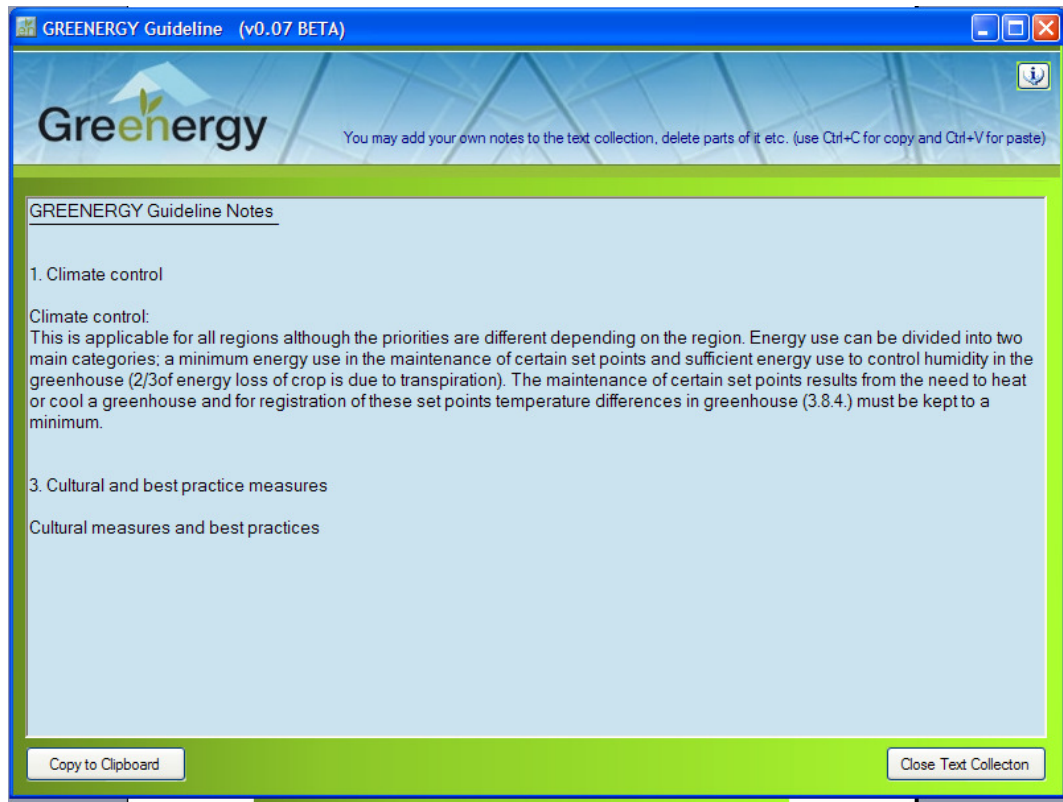 GREENERGY Guideline (v0.07 BETA)
Greenergy
You may add your own notes to the text collection, delete parts of it etc. (use Ctrl+C for copy and Ctrl+V for paste)
GREENERGY Guideline Notes
1. Climate control
Climate control:
This is applicable for all regions although the priorities are different depending on the region. Energy use can be divided into two
main categories; a minimum energy use in the maintenance of certain set points and sufficient energy use to control humidity in the
greenhouse (2/3of energy loss of crop is due to transpiration). The maintenance of certain set points results from the need to heat
or cool a greenhouse and for registration of these set points temperature differences in greenhouse (3.8.4.) must be kept to a
minimum.
3. Cultural and best practice measures
Cultural measures and best practices
Copy to Clipboard
Close Text Collecton